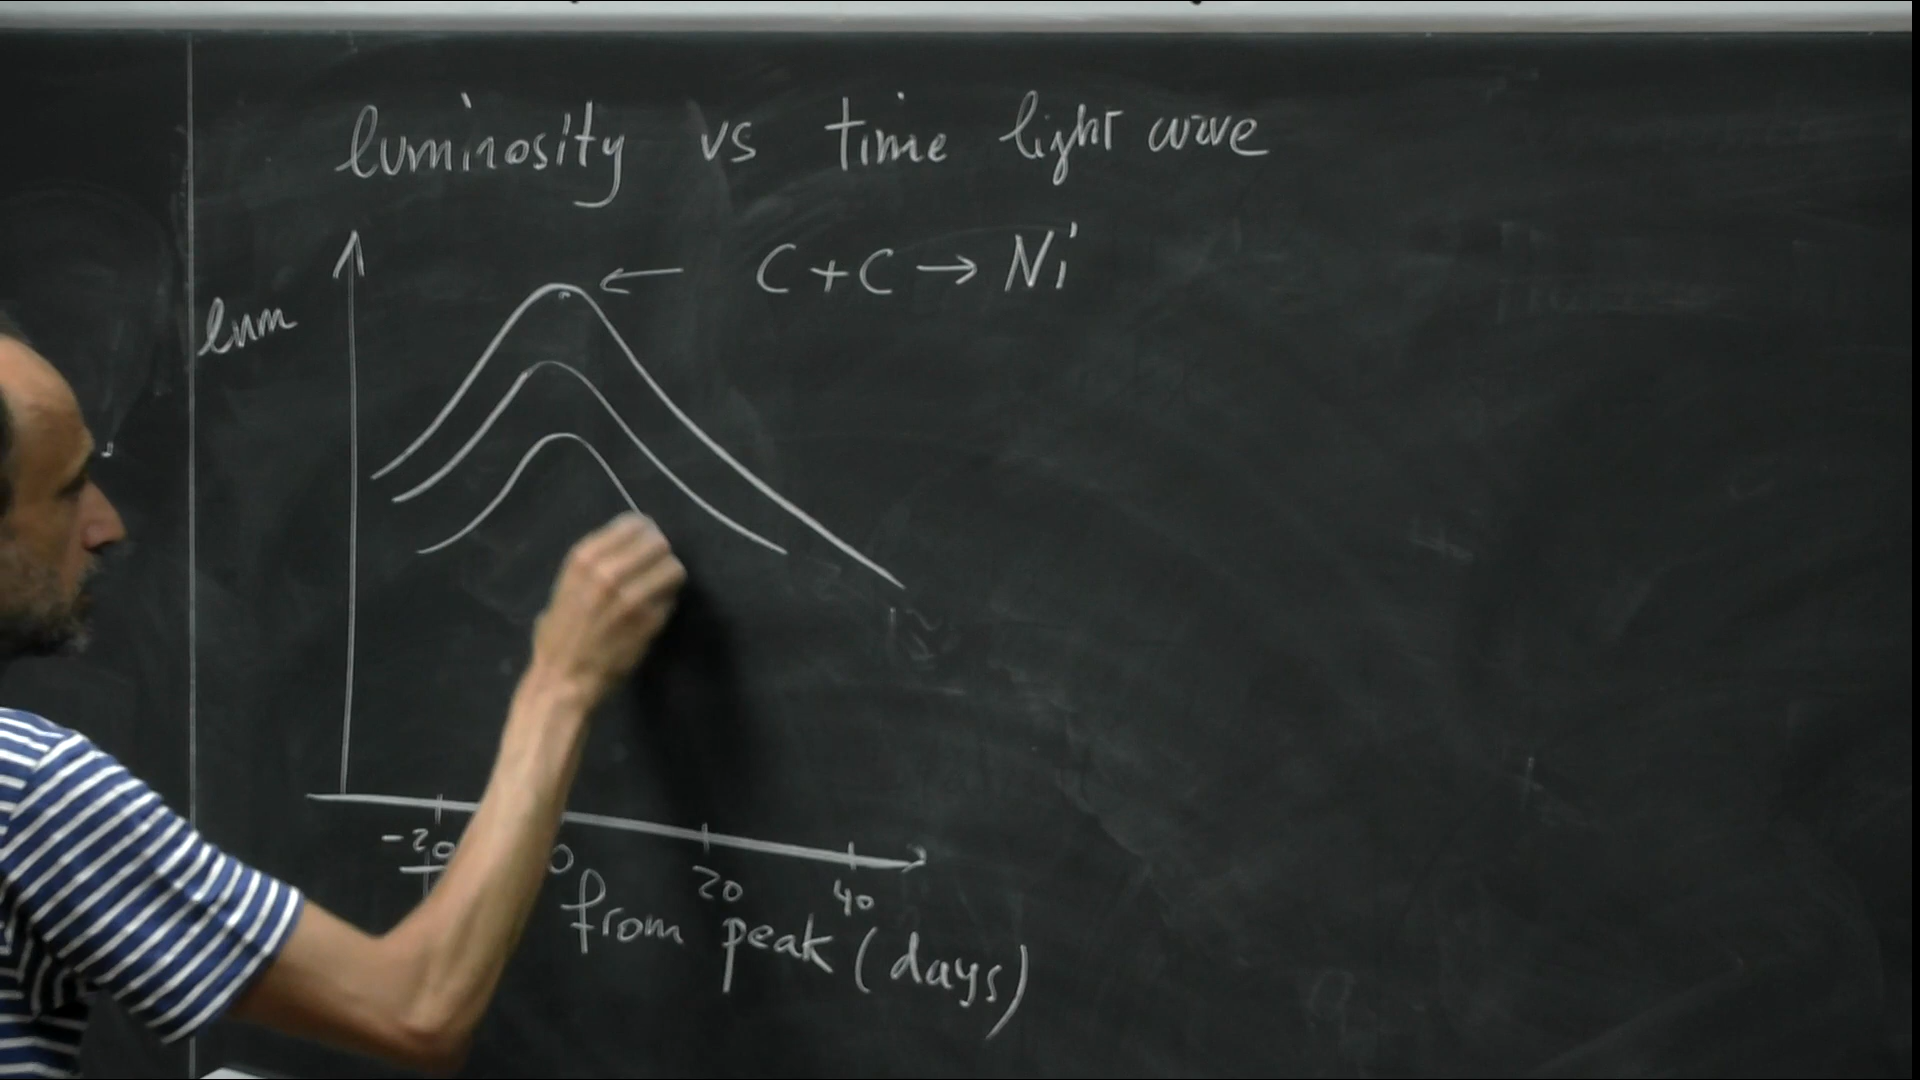 luminosity vs time light curve
C + C → Ni
lum
-20 0 20 40
from peak (days)